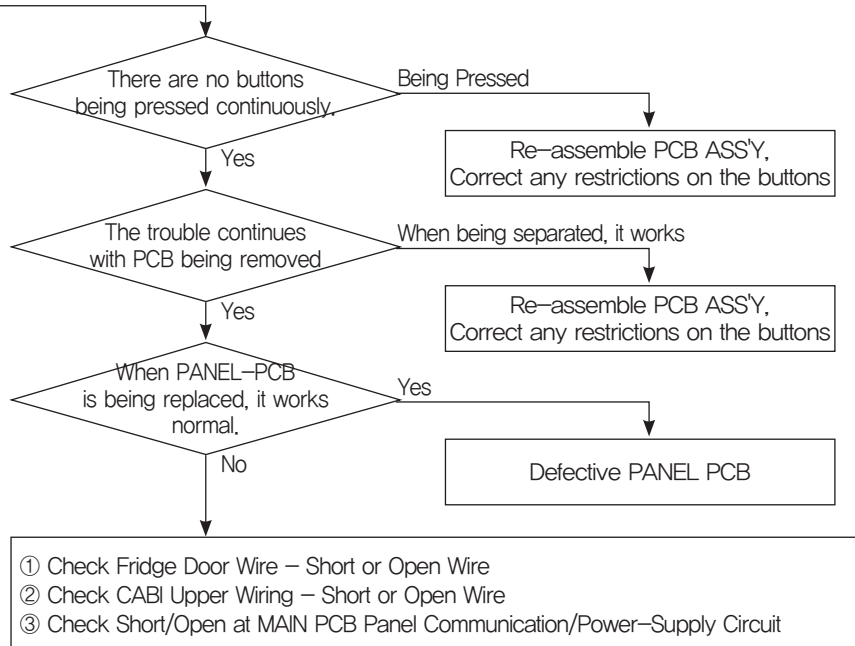 There are no buttons
being pressed continuously.
Being Pressed
Re-assemble PCB ASS'Y,
Correct any restrictions on the buttons
Yes
The trouble continues
with PCB being removed
When being separated, it works
Re-assemble PCB ASS'Y,
Correct any restrictions on the buttons
Yes
When PANEL-PCB
is being replaced, it works
normal.
Yes
Defective PANEL PCB
No
① Check Fridge Door Wire - Short or Open Wire
② Check CABI Upper Wiring - Short or Open Wire
③ Check Short/Open at MAIN PCB Panel Communication/Power-Supply Circuit